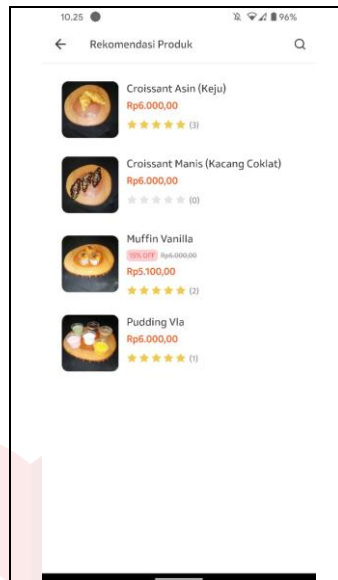 10.25 96%
Rekomendasi Produk
Croissant Asin (Keju)
Rp6.000,00
(3)
Croissant Manis (Kacang Coklat)
Rp6.000,00
(0)
Muffin Vanilla
15% OFF Rp6.000,00
Rp5.100,00
(2)
Pudding Vla
Rp6.000,00
(1)